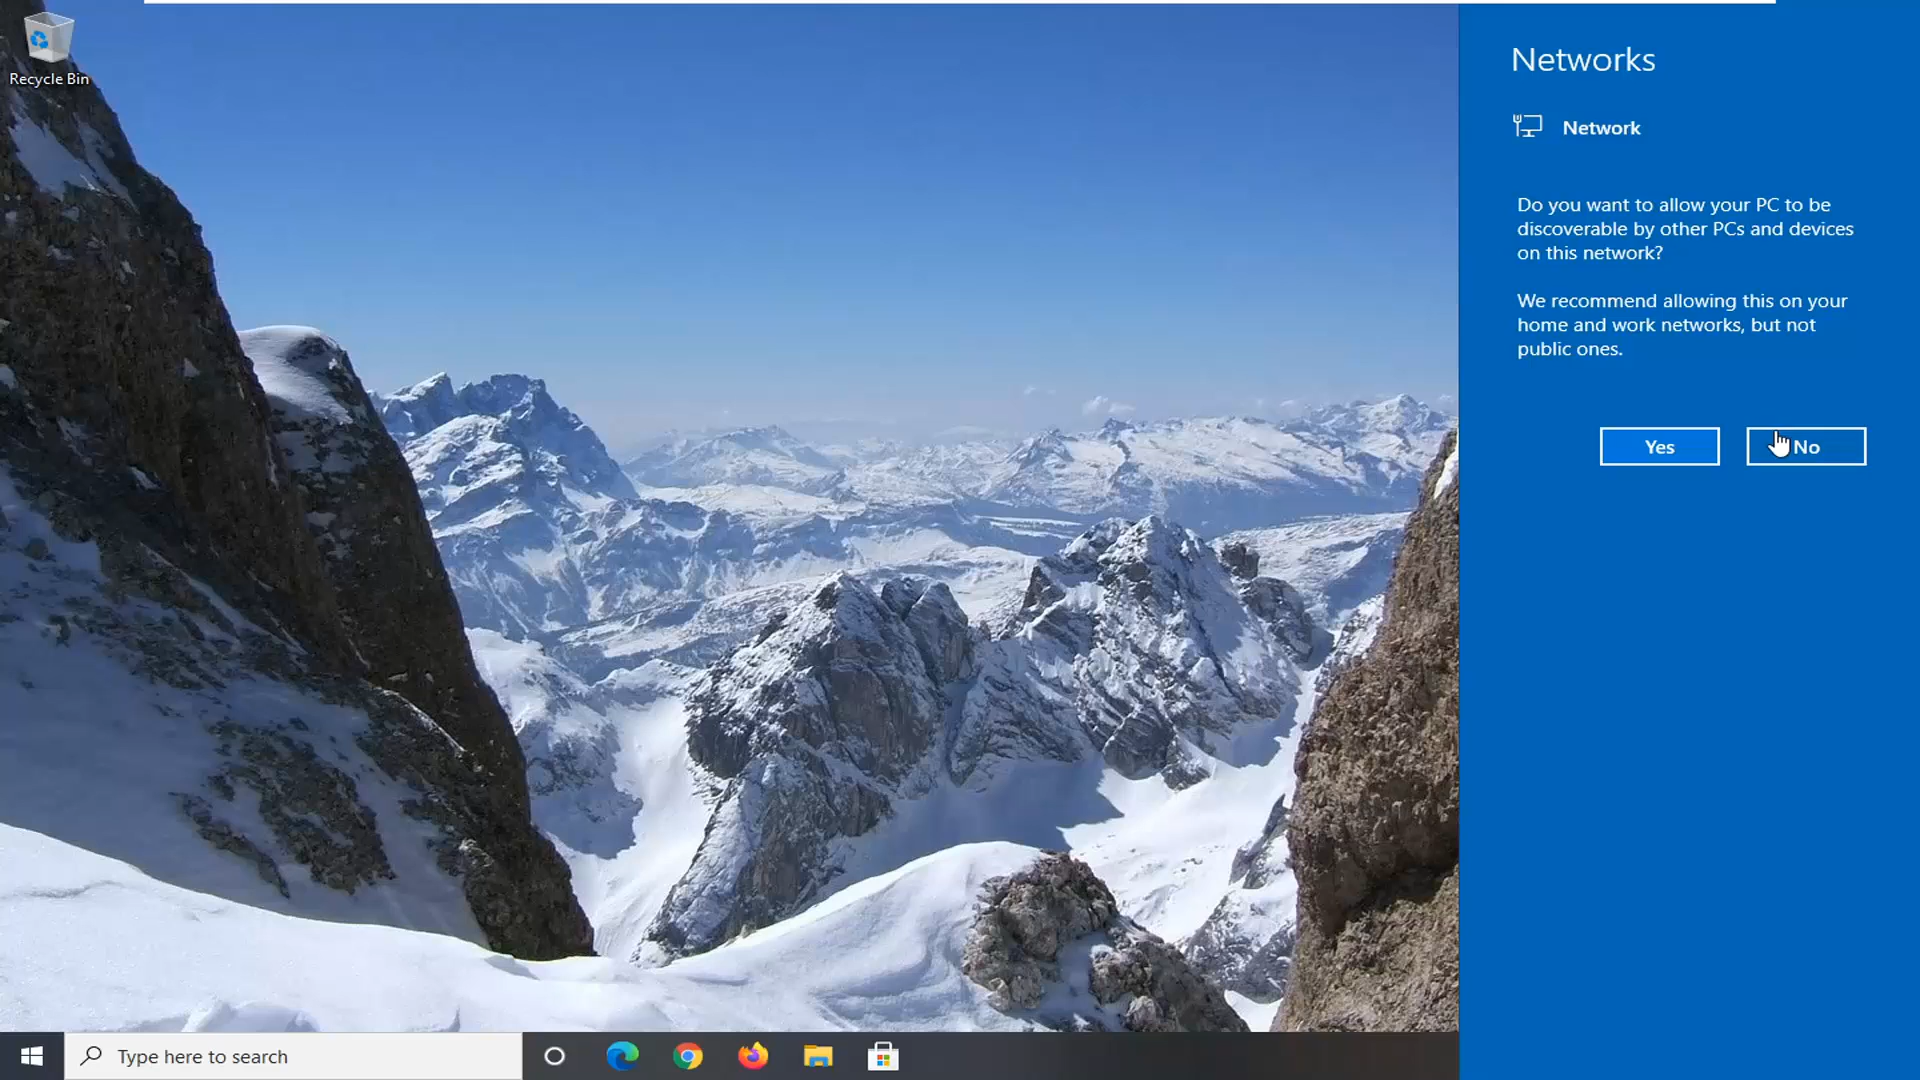 Recycle Bin
Networks
Network
Do you want to allow your PC to be
discoverable by other PCs and devices
on this network?
We recommend allowing this on your
home and work networks, but not
public ones.
Yes
No
Type here to search